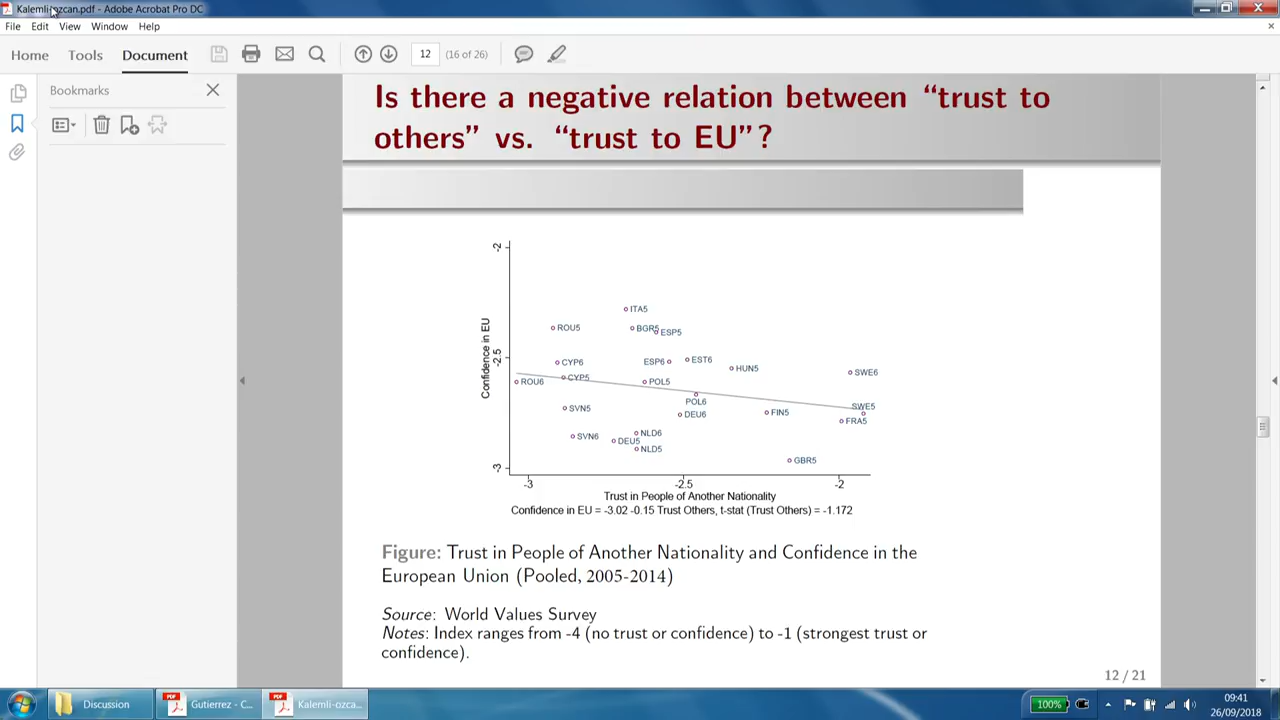 Kalemli-ozcan.pdf - Adobe Acrobat Pro DC
File Edit View Window Help
Home Tools Document 12 (16 of 26)
Bookmarks
Is there a negative relation between “trust to
others” vs. “trust to EU”?
-2
ITA5
ROU5 BGR5 ESP5
-2.5
CYP6 ESP6 EST6 HUN5 SWE6
ROU6 CYP5 POL5
POL6
SVN5 DEU6 FIN5 SWE5
FRA5
SVN6 DEU5 NLD6
NLD5
GBR5
-3
Confidence in EU
-3 -2.5 -2
Trust in People of Another Nationality
Confidence in EU = -3.02 -0.15 Trust Others, t-stat (Trust Others) = -1.172
Figure: Trust in People of Another Nationality and Confidence in the
European Union (Pooled, 2005-2014)
Source: World Values Survey
Notes: Index ranges from -4 (no trust or confidence) to -1 (strongest trust or
confidence).
12 / 21
Discussion Gutierrez - C... Kalemli-ozca... 100% 09:41
26/09/2018